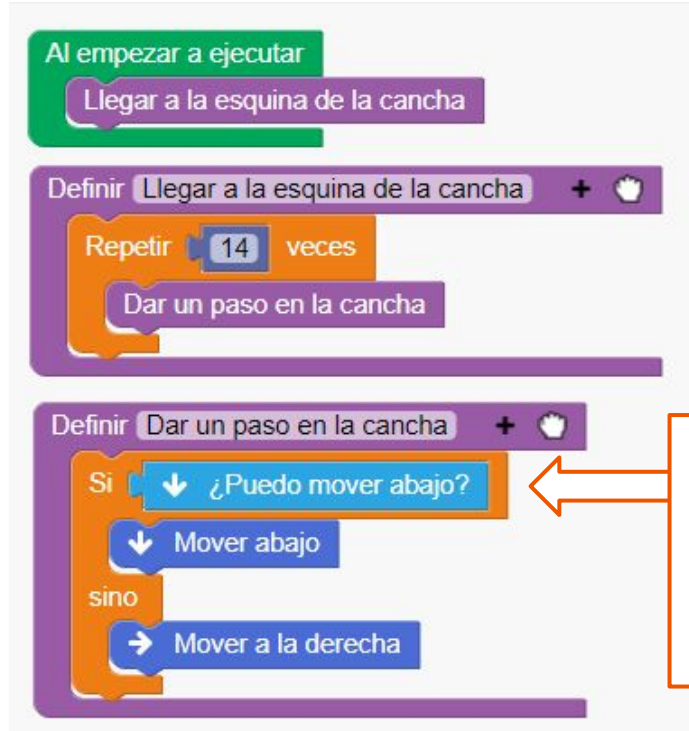 Al empezar a ejecutar
Llegar a la esquina de la cancha
Definir Llegar a la esquina de la cancha +
Repetir 14 veces
Dar un paso en la cancha
Definir Dar un paso en la cancha +
Si ¿Puedo mover abajo?
Mover abajo
sino
Mover a la derecha